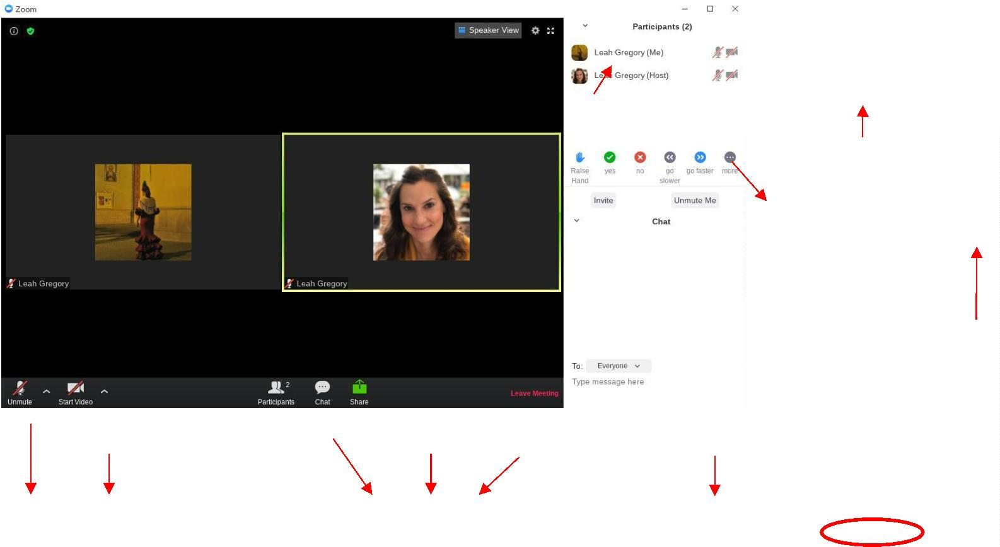 Zoom
Speaker View
Participants (2)
Leah Gregory (Me)
Leah Gregory (Host)
Raise Hand
yes
no
go slower
go faster
more
Invite
Unmute Me
Chat
Leah Gregory
Leah Gregory
To: Everyone
Type message here
Unmute
Start Video
2
Participants
Chat
Share
Leave Meeting